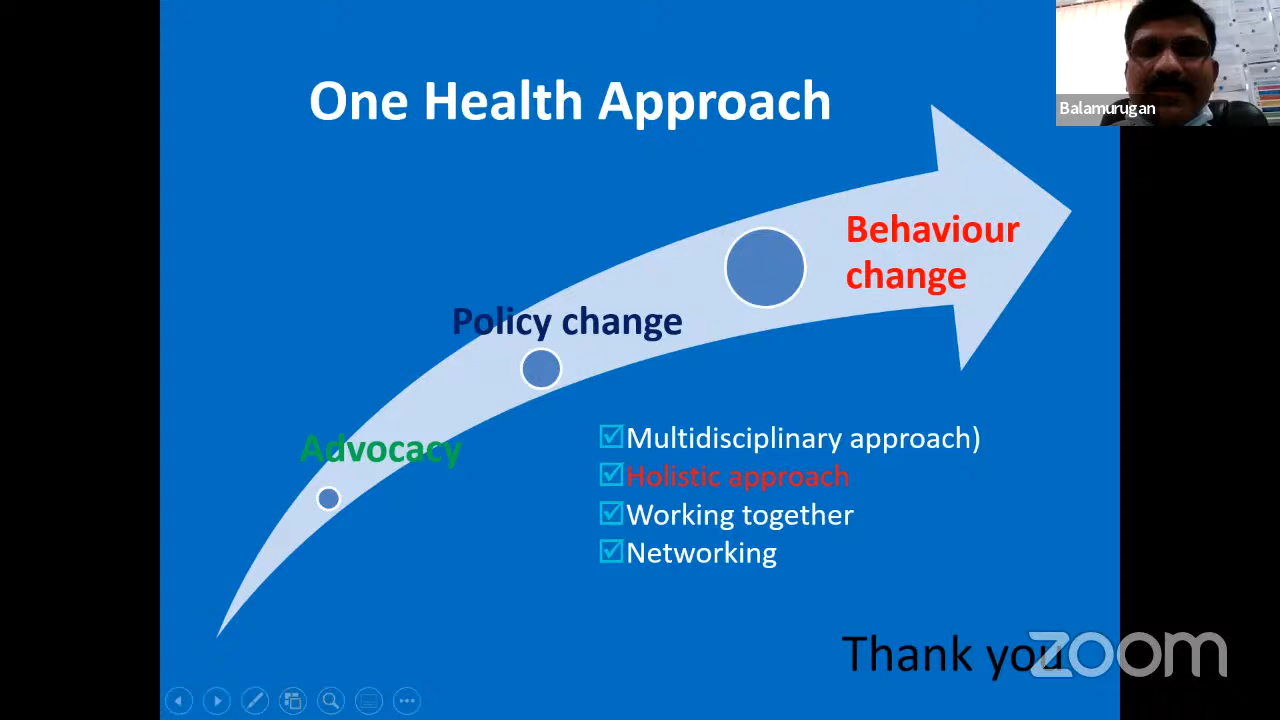 One Health Approach
Balamurugan
Behaviour
change
Policy change
Advocacy
Multidisciplinary approach)
Holistic approach
Working together
Networking
Thank you
zoom